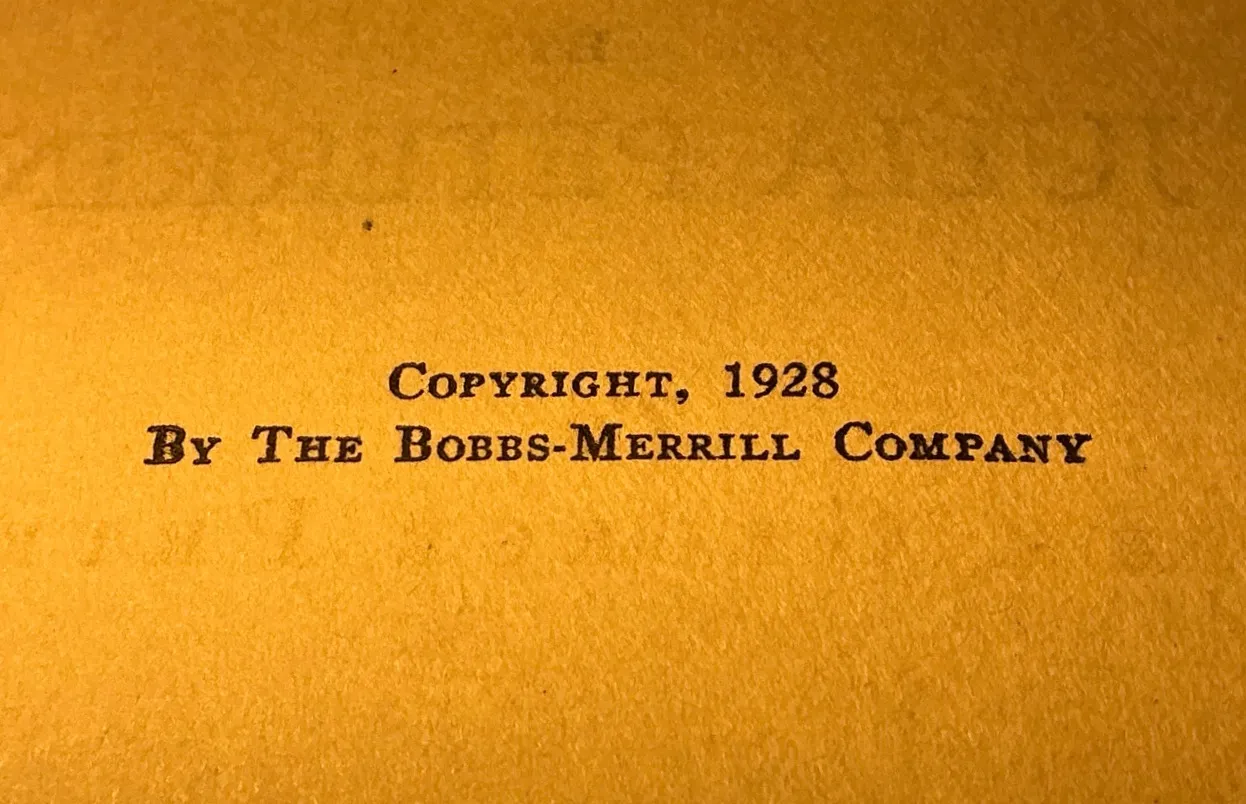 Copyright, 1928
By The Bobbs-Merrill Company